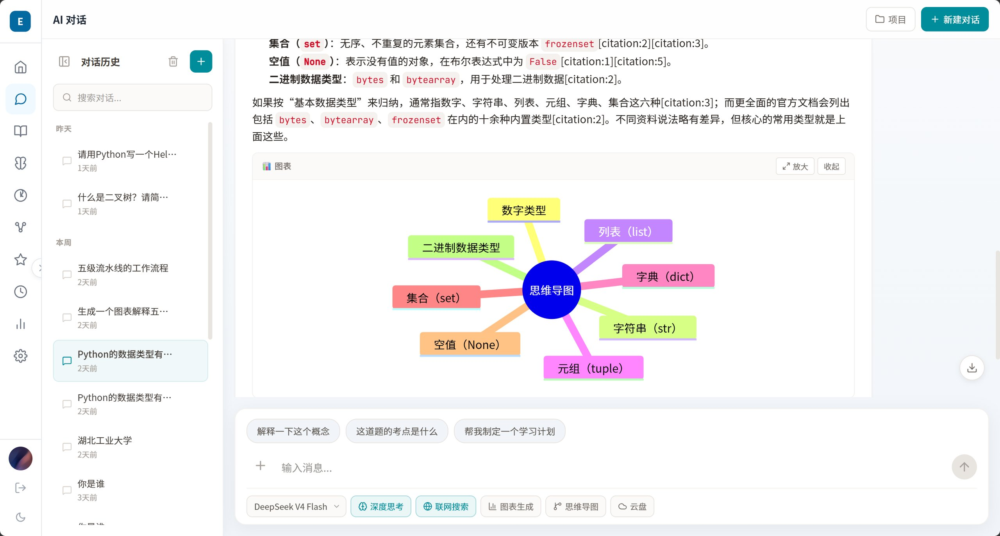 E
AI 对话
项目
新建对话
对话历史
搜索对话...
昨天
请用Python写一个Hel…
1天前
什么是二叉树？请简…
1天前
本周
五级流水线的工作流程
2天前
生成一个图表解释五…
2天前
Python的数据类型有…
2天前
Python的数据类型有…
2天前
湖北工业大学
2天前
你是谁
3天前
集合（set）：无序、不重复的元素集合，还有不可变版本 frozenset[citation:2][citation:3]。
空值（None）：表示没有值的对象，在布尔表达式中为 False[citation:1][citation:5]。
二进制数据类型：bytes 和 bytearray，用于处理二进制数据[citation:2]。
如果按“基本数据类型”来归纳，通常指数字、字符串、列表、元组、字典、集合这六种[citation:3]；而更全面的官方文档会列出
包括 bytes、bytearray、frozenset 在内的十余种内置类型[citation:2]。不同资料说法略有差异，但核心的常用类型就是上
面这些。
图表
放大
收起
数字类型
列表（list）
二进制数据类型
字典（dict）
思维导图
集合（set）
字符串（str）
空值（None）
元组（tuple）
解释一下这个概念
这道题的考点是什么
帮我制定一个学习计划
输入消息...
DeepSeek V4 Flash
深度思考
联网搜索
图表生成
思维导图
云盘